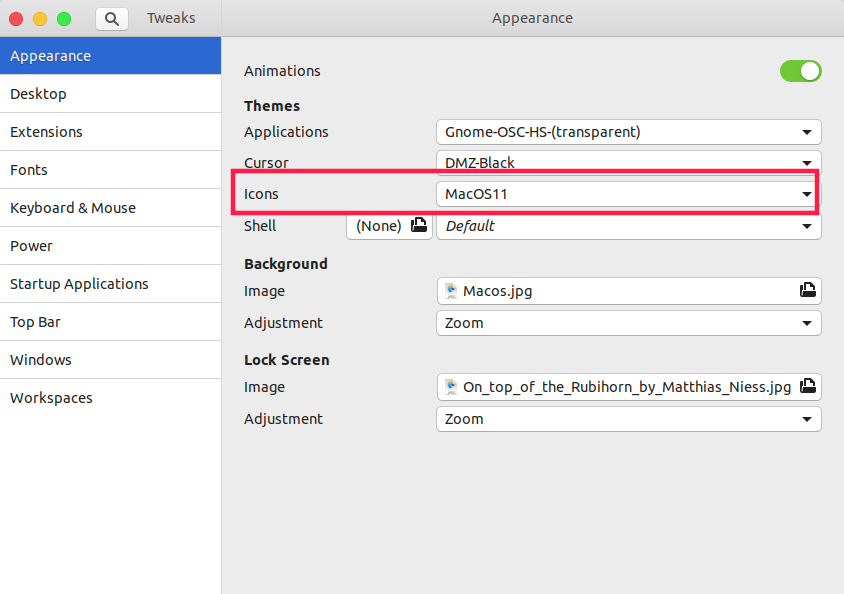 Tweaks
Appearance
Appearance
Desktop
Extensions
Fonts
Keyboard & Mouse
Power
Startup Applications
Top Bar
Windows
Workspaces
Animations
Themes
Applications Gnome-OSC-HS-(transparent)
Cursor DMZ-Black
Icons MacOS11
Shell (None) Default
Background
Image Macos.jpg
Adjustment Zoom
Lock Screen
Image On_top_of_the_Rubihorn_by_Matthias_Niess.jpg
Adjustment Zoom